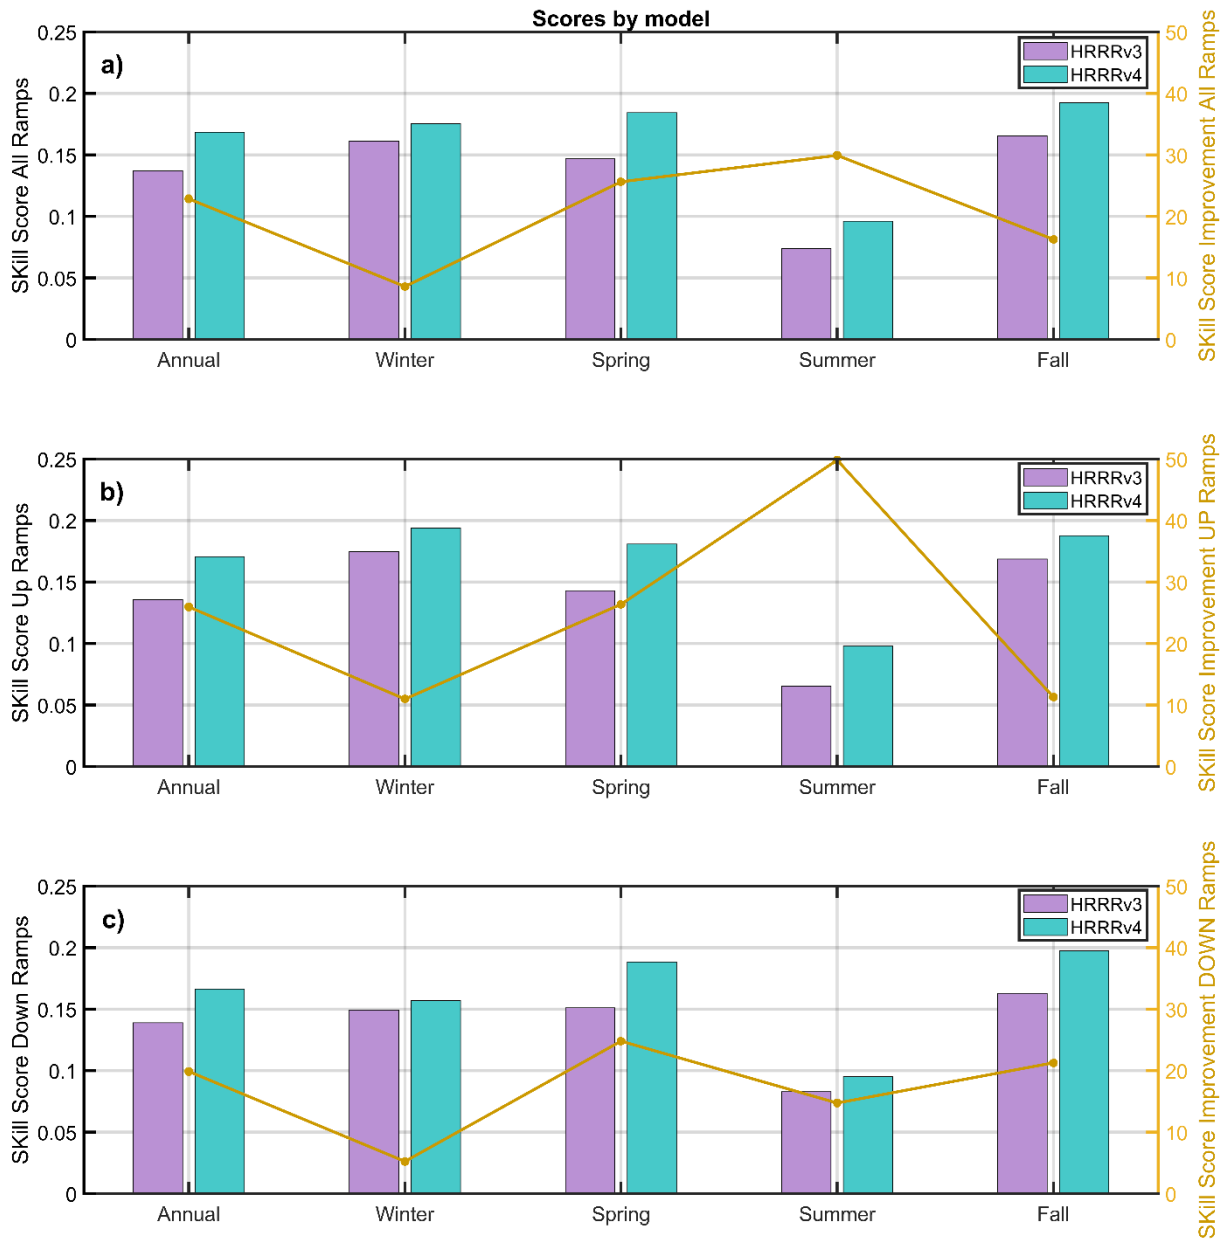 Scores by model
a)
SKill Score All Ramps
0.25
0.2
0.15
0.1
0.05
0
HRRRv3
HRRRv4
50
40
30
20
10
0
SKill Score Improvement All Ramps
Annual Winter Spring Summer Fall
b)
SKill Score Up Ramps
0.25
0.2
0.15
0.1
0.05
0
HRRRv3
HRRRv4
50
40
30
20
10
0
SKill Score Improvement UP Ramps
Annual Winter Spring Summer Fall
c)
SKill Score Down Ramps
0.25
0.2
0.15
0.1
0.05
0
HRRRv3
HRRRv4
50
40
30
20
10
0
SKill Score Improvement DOWN Ramps
Annual Winter Spring Summer Fall